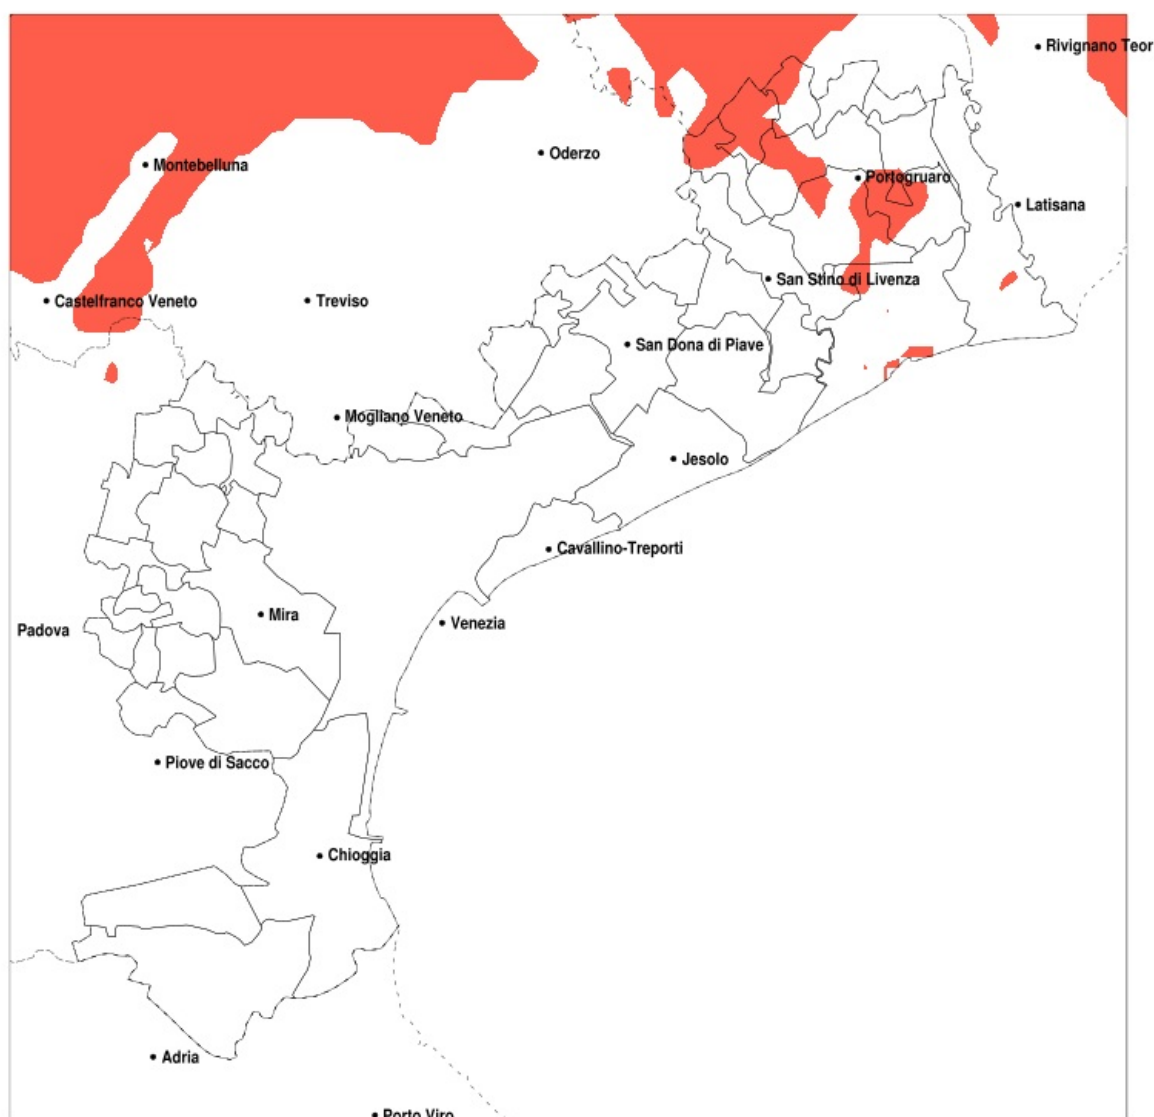 Rivignano Teor
Oderzo
Montebelluna
Portogruaro
Latisana
San Stino di Livenza
Castelfranco Veneto
Treviso
San Dona di Piave
Mogliano Veneto
Jesolo
Cavallino-Treporti
Mira
Venezia
Padova
Piove di Sacco
Chioggia
Adria
Porto Viro